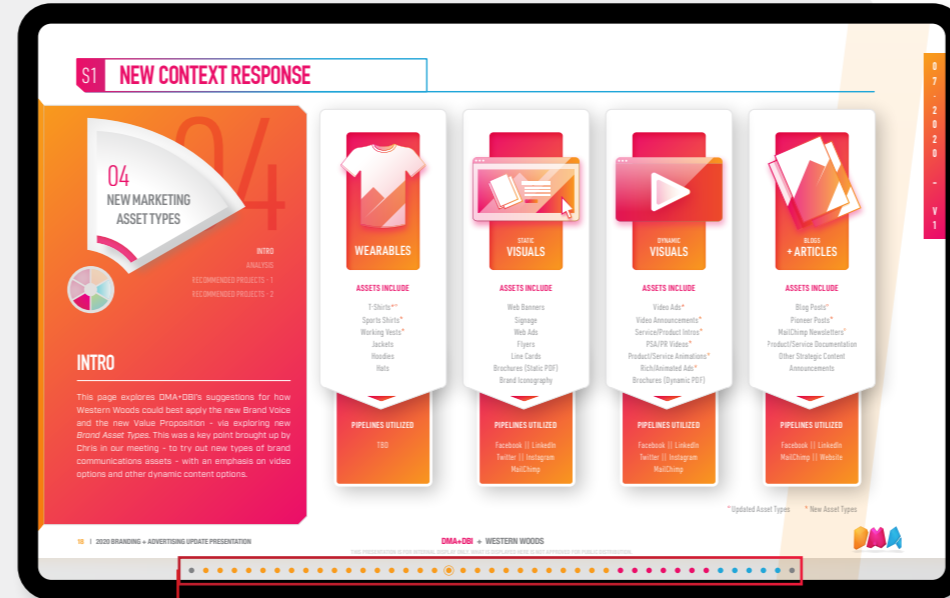 S1 NEW CONTEXT RESPONSE
04
04
NEW MARKETING
ASSET TYPES
INTRO
ANALYSIS
RECOMMENDED PROJECTS - 1
RECOMMENDED PROJECTS - 2
INTRO
This page explores DMA+DBI's suggestions for how
Western Woods could best apply the new Brand Voice
and the new Value Proposition - via exploring new
Brand Asset Types. This was a key point brought up by
Chris in our meeting - to try out new types of brand
communications assets - with an emphasis on video
options and other dynamic content options.
WEARABLES
ASSETS INCLUDE
T-Shirts**
Sports Shirts*
Working Vests*
Jackets
Hoodies
Hats
PIPELINES UTILIZED
TBD
STATIC
VISUALS
ASSETS INCLUDE
Web Banners
Signage
Web Ads
Flyers
Line Cards
Brochures (Static PDF)
Brand Iconography
PIPELINES UTILIZED
Facebook || LinkedIn
Twitter || Instagram
MailChimp
DYNAMIC
VISUALS
ASSETS INCLUDE
Video Ads*
Video Announcements*
Service/Product Intros*
PSA/PR Videos*
Product/Service Animations*
Rich/Animated Ads*
Brochures (Dynamic PDF)
PIPELINES UTILIZED
Facebook || LinkedIn
Twitter || Instagram
MailChimp
BLOGS
+ ARTICLES
ASSETS INCLUDE
Blog Posts*
Pioneer Posts*
MailChimp Newsletters*
Product/Service Documentation
Other Strategic Content
Announcements
PIPELINES UTILIZED
Facebook || LinkedIn
MailChimp || Website
* Updated Asset Types * New Asset Types
07-2020 - V1
18 | 2020 BRANDING + ADVERTISING UPDATE PRESENTATION
DMA+DBI + WESTERN WOODS
DMA